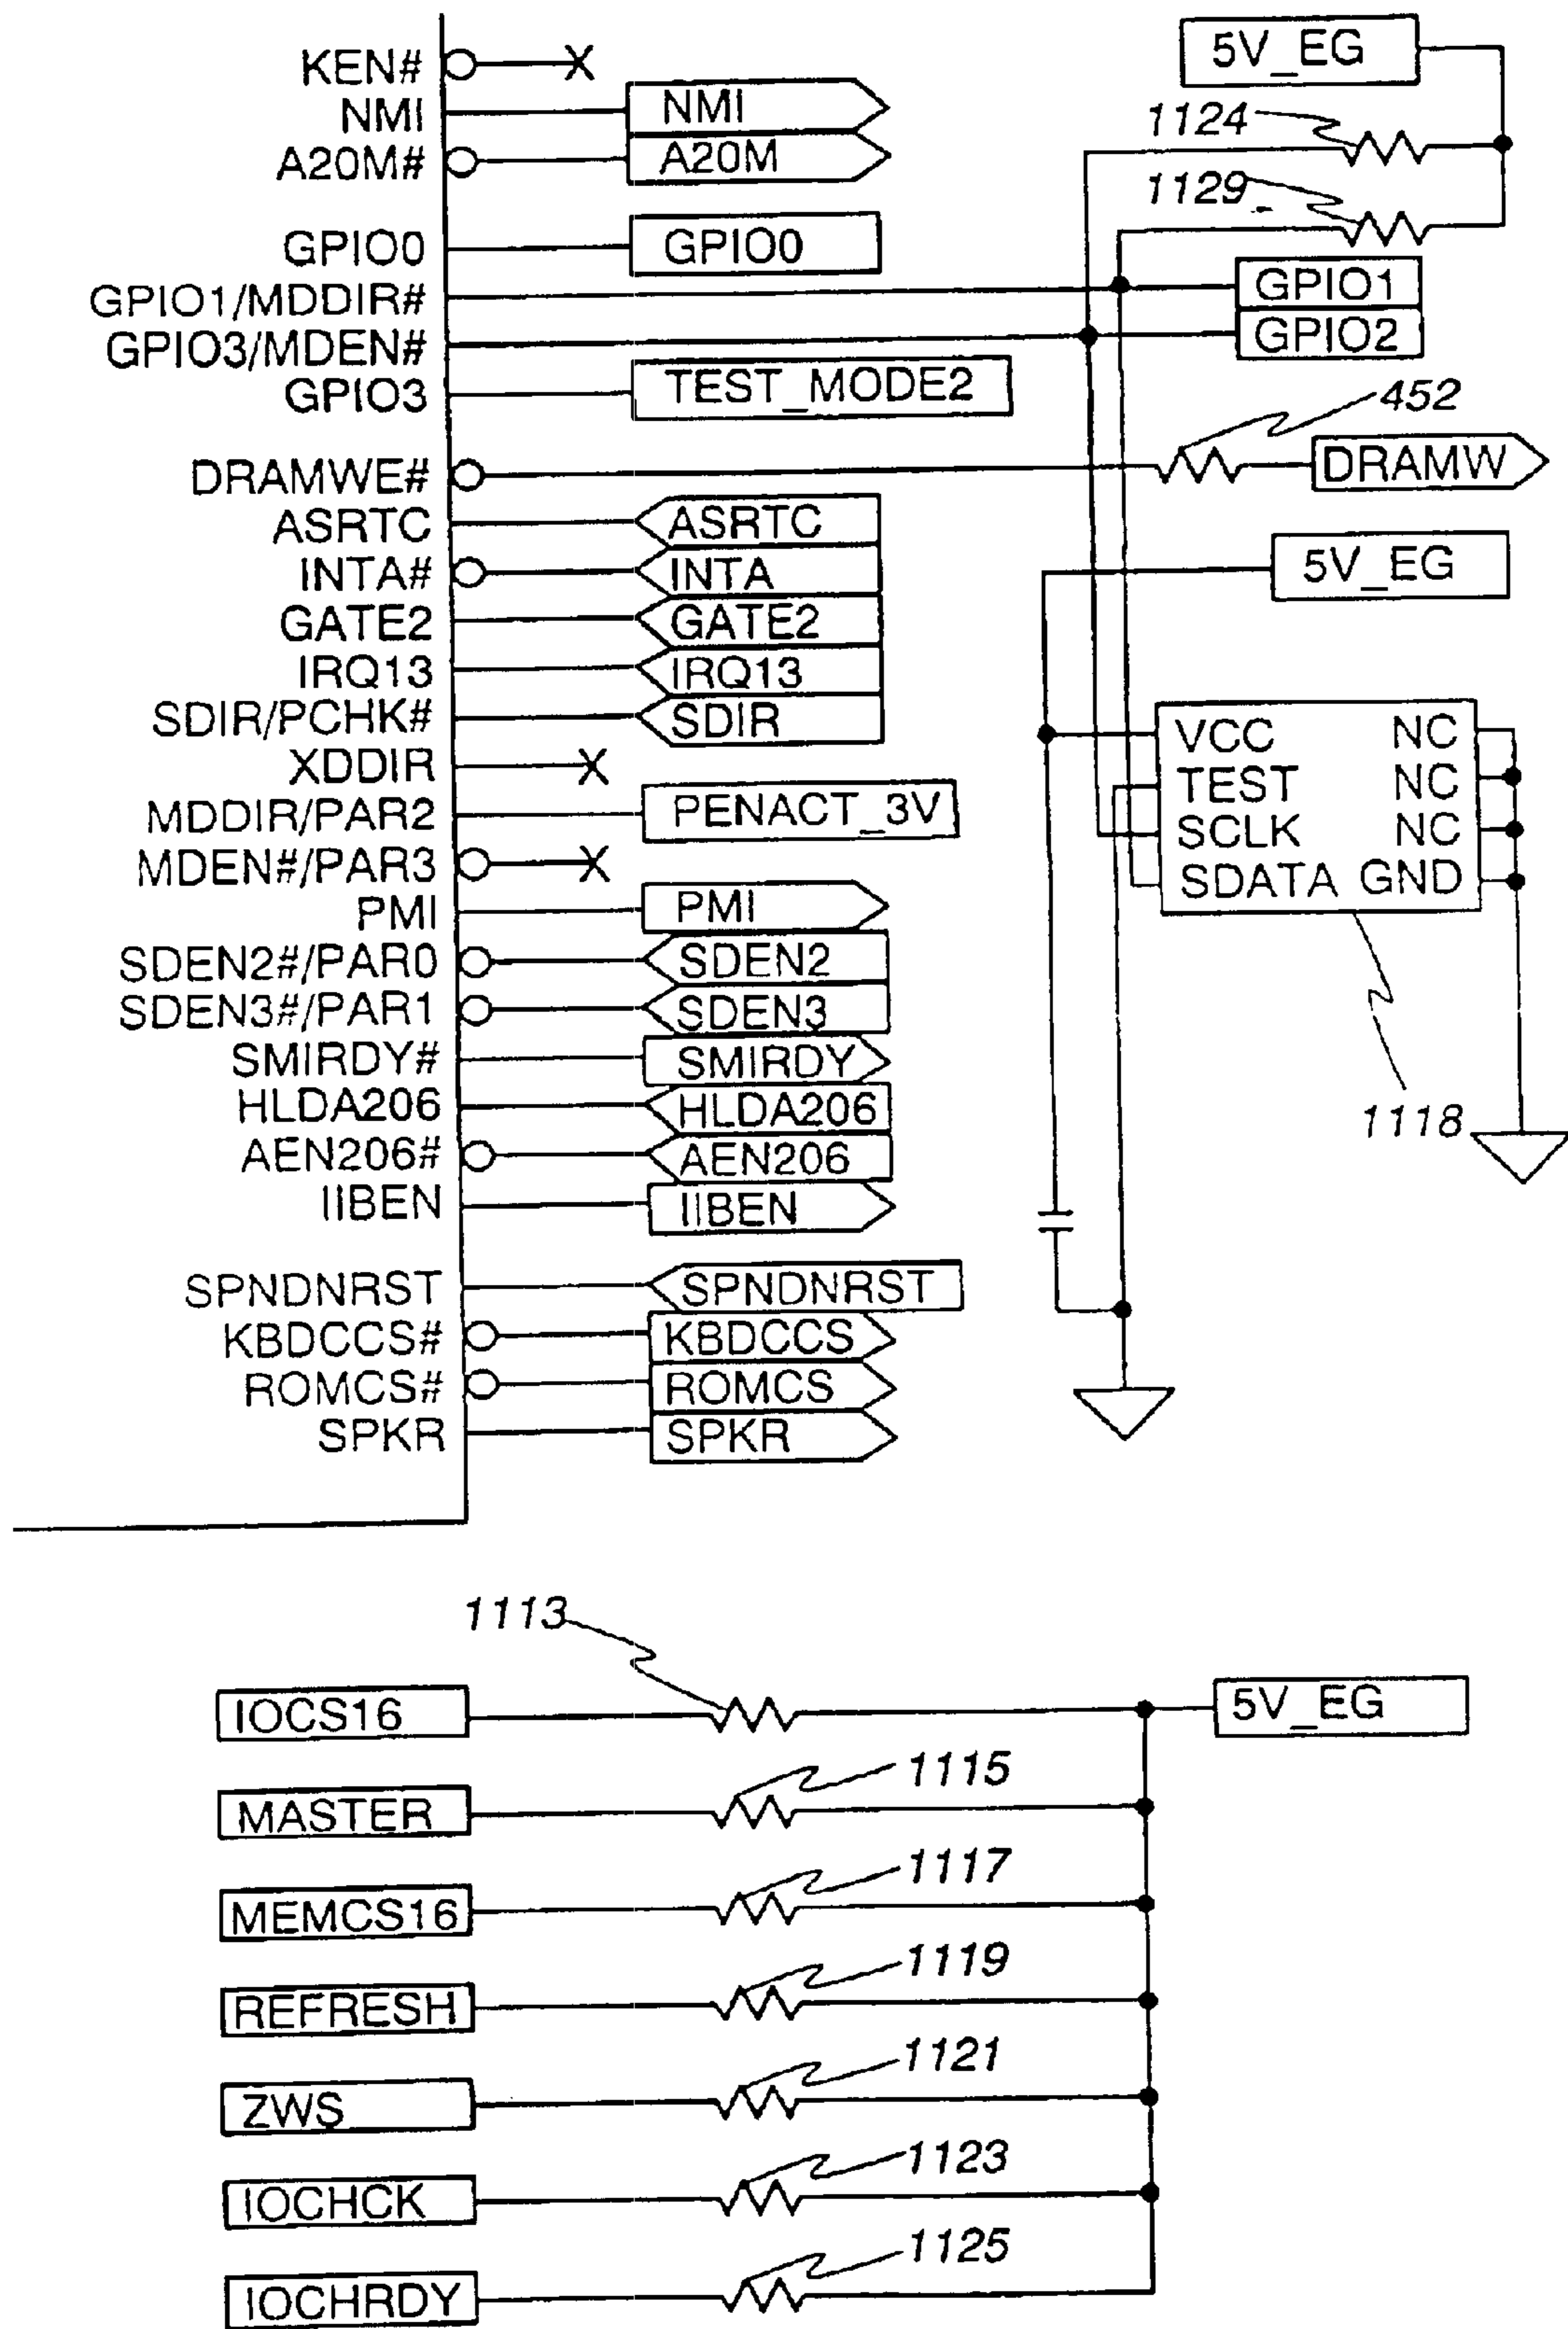 KEN#
NMI NMI
A20M# A20M
GPIO0 GPIO0
GPIO1/MDDIR#
GPIO3/MDEN#
GPIO3 TEST_MODE2
5V_EG
1124
1129
GPIO1
GPIO2
452
DRAMWE# DRAMW
ASRTC ASRTC
INTA# INTA
GATE2 GATE2
IRQ13 IRQ13
SDIR/PCHK# SDIR
XDDIR
MDDIR/PAR2 PENACT_3V
MDEN#/PAR3
PMI PMI
SDEN2#/PAR0 SDEN2
SDEN3#/PAR1 SDEN3
SMIRDY# SMIRDY
HLDA206 HLDA206
AEN206# AEN206
IIBEN IIBEN
SPNDNRST SPNDNRST
KBDCCS# KBDCCS
ROMCS# ROMCS
SPKR SPKR
5V_EG
VCC NC
TEST NC
SCLK NC
SDATA GND
1118
1113
IOCS16 5V_EG
1115
MASTER
1117
MEMCS16
1119
REFRESH
1121
ZWS
1123
IOCHCK
1125
IOCHRDY